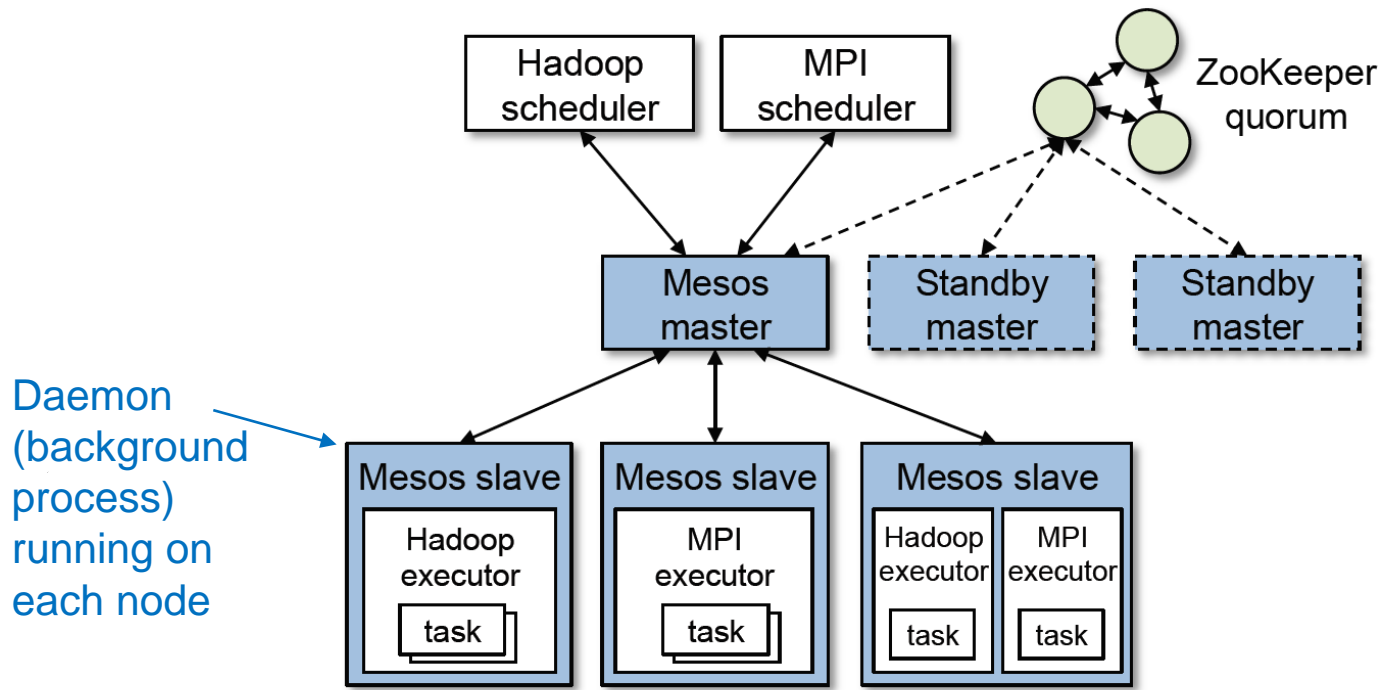 Hadoop
scheduler
MPI
scheduler
ZooKeeper
quorum
Mesos
master
Standby
master
Standby
master
Daemon
(background
process)
running on
each node
Mesos slave
Hadoop
executor
task
Mesos slave
MPI
executor
task
Mesos slave
Hadoop
executor
task
MPI
executor
task